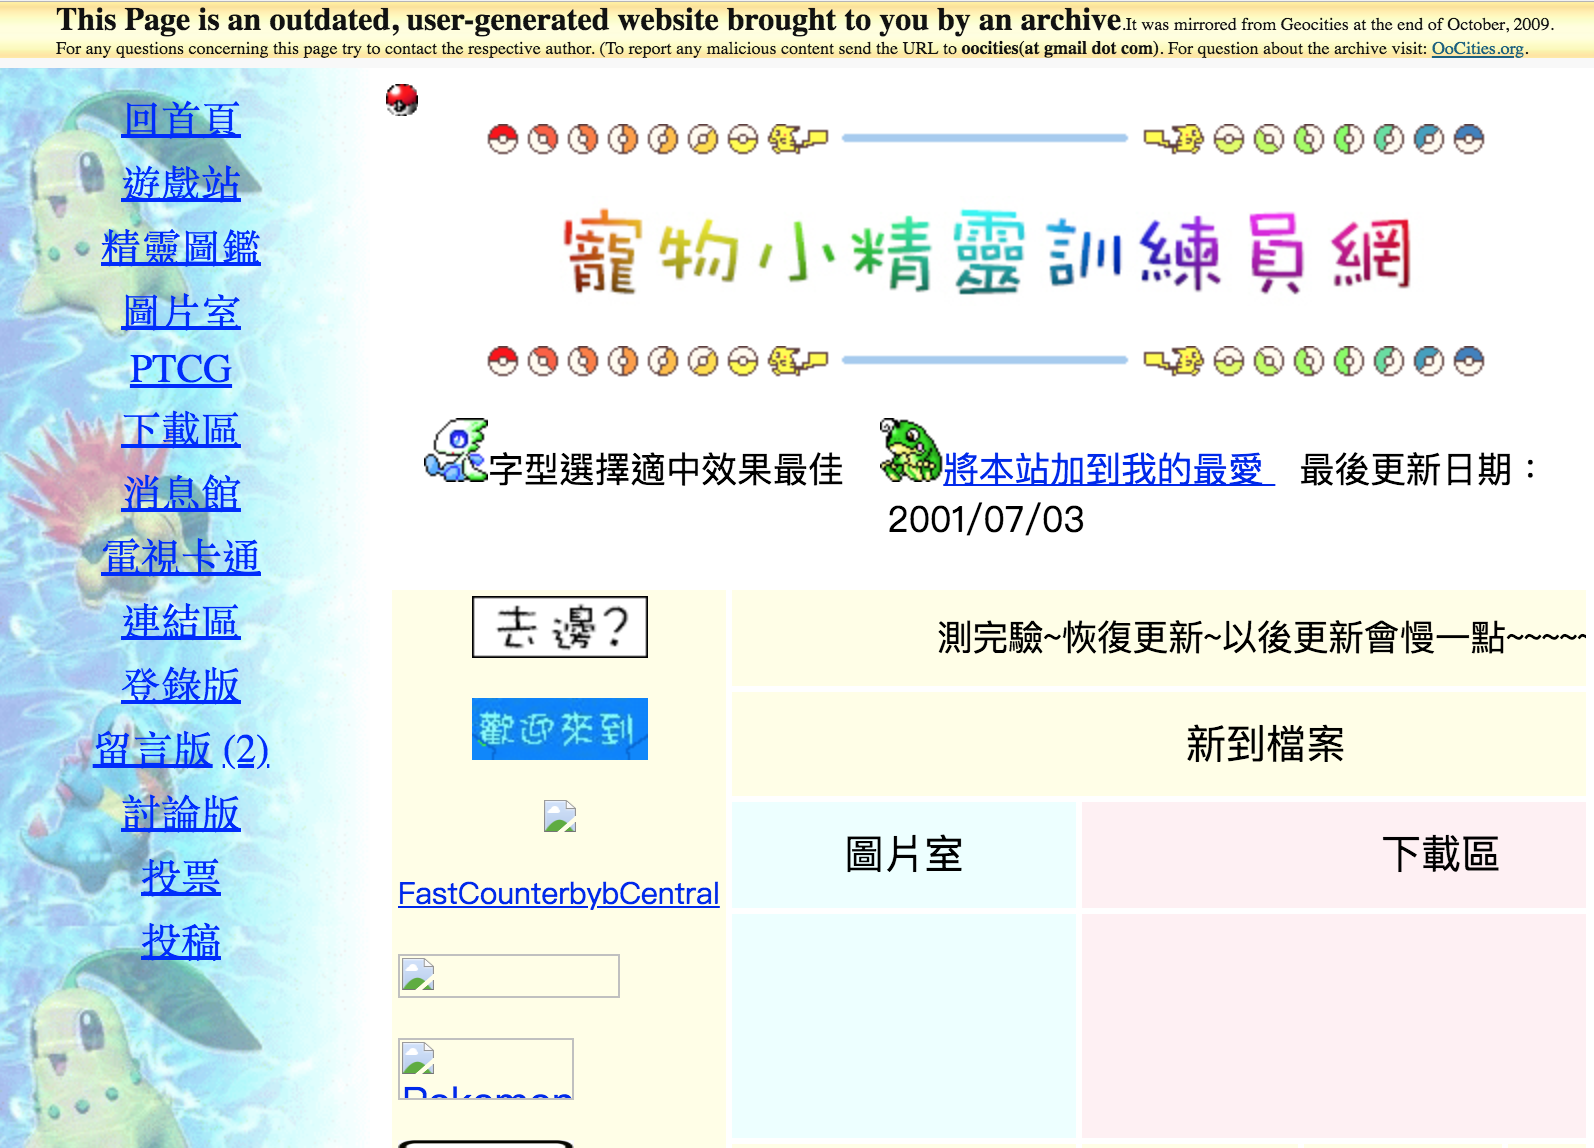 This Page is an outdated, user-generated website brought to you by an archive.It was mirrored from Geocities at the end of October, 2009.
For any questions concerning this page try to contact the respective author. (To report any malicious content send the URL to oocities(at gmail dot com). For question about the archive visit: OoCities.org.
回首頁
遊戲站
精靈圖鑑
圖片室
PTCG
下載區
消息館
電視卡通
連結區
登錄版
留言版 (2)
討論版
投票
投稿
寵物小精靈訓練員網
字型選擇適中效果最佳
將本站加到我的最愛 最後更新日期：
2001/07/03
去邊？
歡迎來到
FastCounterbybCentral
Pokemon
測完驗~恢復更新~以後更新會慢一點~~~~~
新到檔案
圖片室
下載區